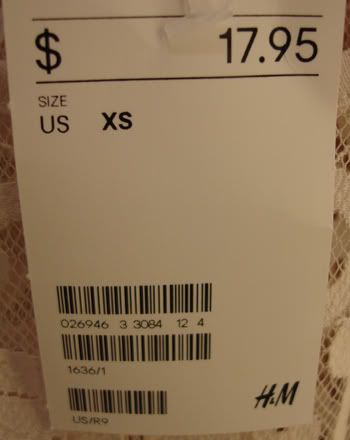 $ 17.95
SIZE
US XS
026946 3 3084 12 4
1636/1
US/R9
H&M